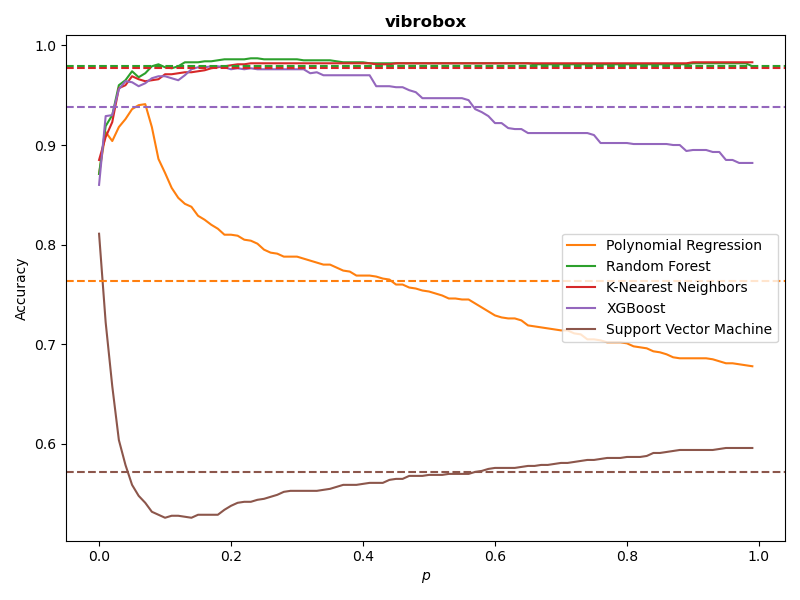 vibrobox
1.0
0.9
0.8
0.7
0.6
Accuracy
Polynomial Regression
Random Forest
K-Nearest Neighbors
XGBoost
Support Vector Machine
0.0 0.2 0.4 0.6 0.8 1.0
p